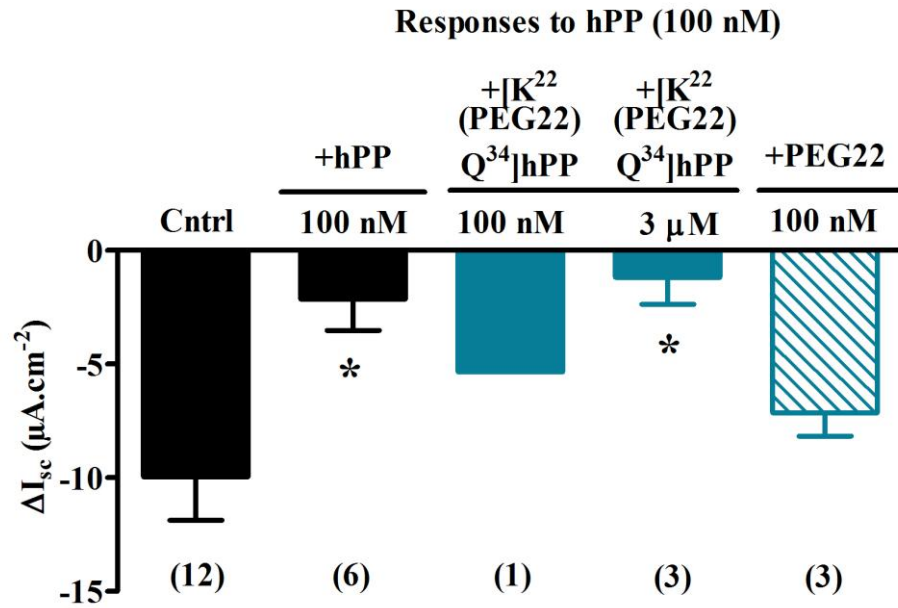 Responses to hPP (100 nM)
+[K²² +[K²²
(PEG22) (PEG22)
+hPP Q³⁴]hPP Q³⁴]hPP +PEG22
Cntrl 100 nM 100 nM 3 μM 100 nM
0
-5
-10
-15
ΔIsc (μA.cm⁻²)
* *
(12) (6) (1) (3) (3)